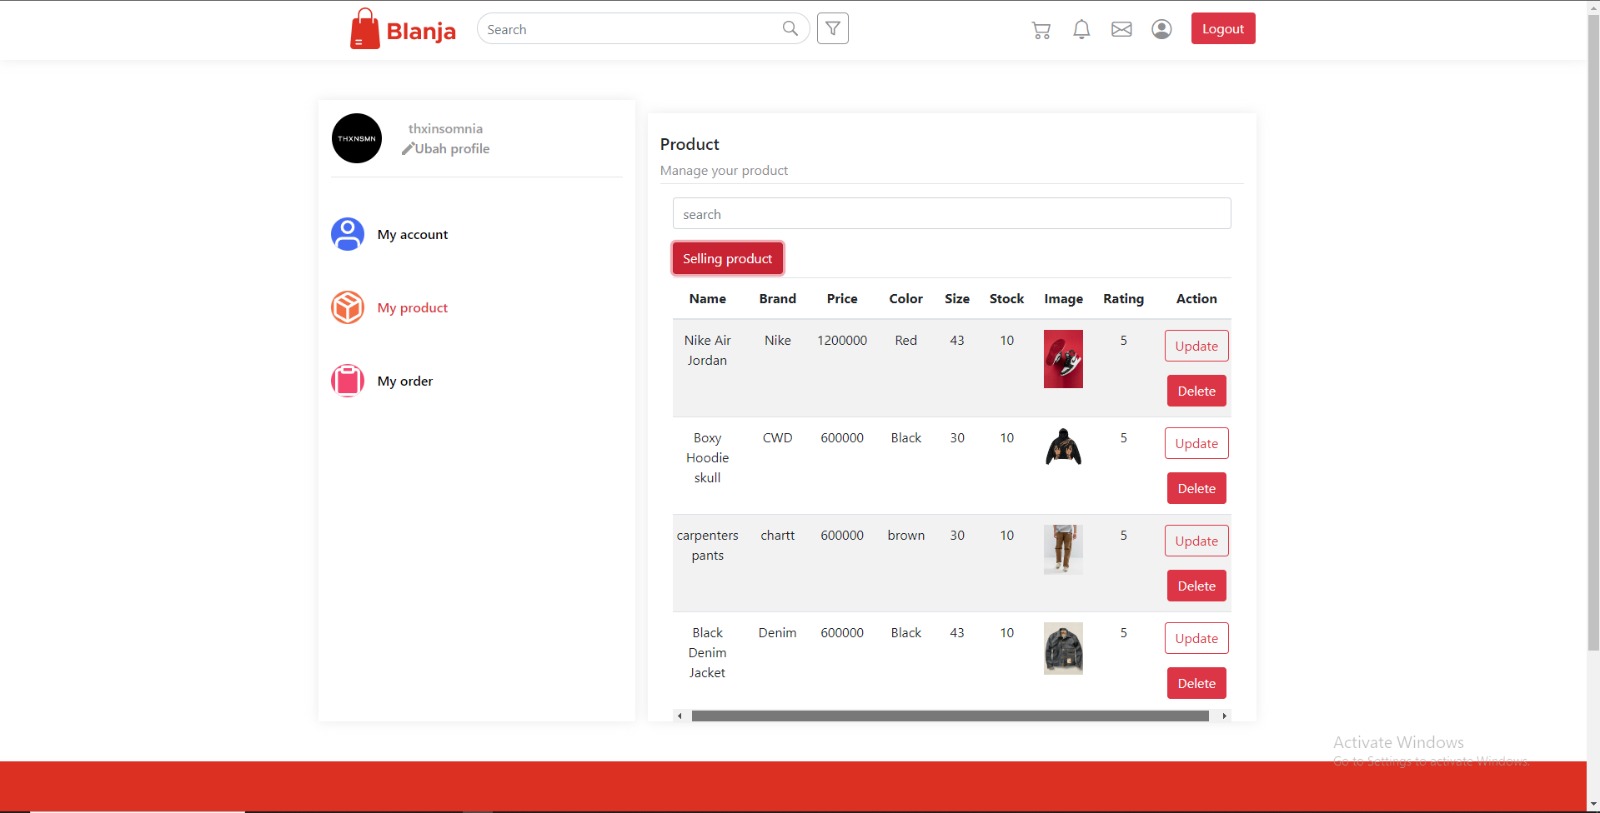 Blanja
Search
Logout
THXNSMN
thxinsomnia
Ubah profile
My account
My product
My order
Product
Manage your product
search
Selling product
Name Brand Price Color Size Stock Image Rating Action
Nike Air Jordan Nike 1200000 Red 43 10 5 Update
Delete
Boxy Hoodie skull CWD 600000 Black 30 10 5 Update
Delete
carpenters pants chartt 600000 brown 30 10 5 Update
Delete
Black Denim Jacket Denim 600000 Black 43 10 5 Update
Delete
Activate Windows
Go to Settings to activate Windows.